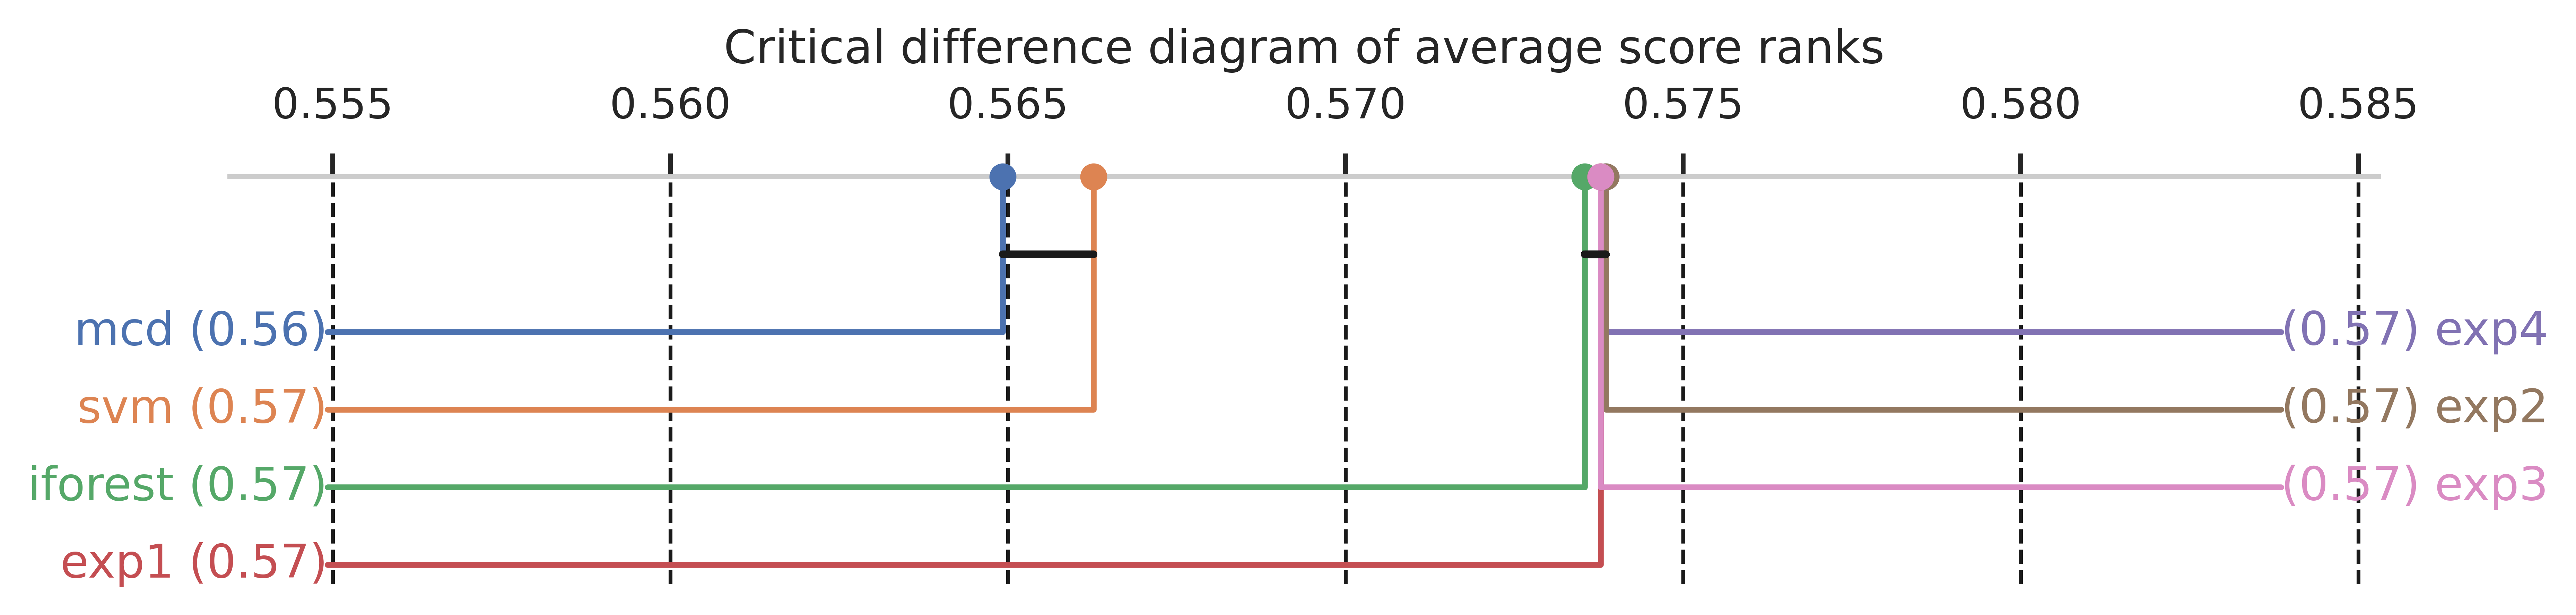 Critical difference diagram of average score ranks
0.555 0.560 0.565 0.570 0.575 0.580 0.585
mcd (0.56) (0.57) exp4
svm (0.57) (0.57) exp2
iforest (0.57) (0.57) exp3
exp1 (0.57)